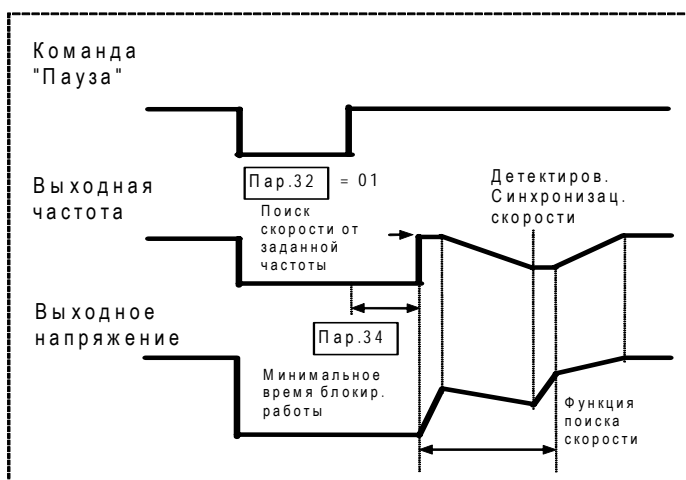 Команда
"Пауза"
Пар.32 = 01
Выходная
частота
Поиск
скорости от
заданной
частоты
Детектиров.
Синхронизац.
скорости
Выходное
напряжение
Пар.34
Минимальное
время блокир.
работы
Функция
поиска
скорости